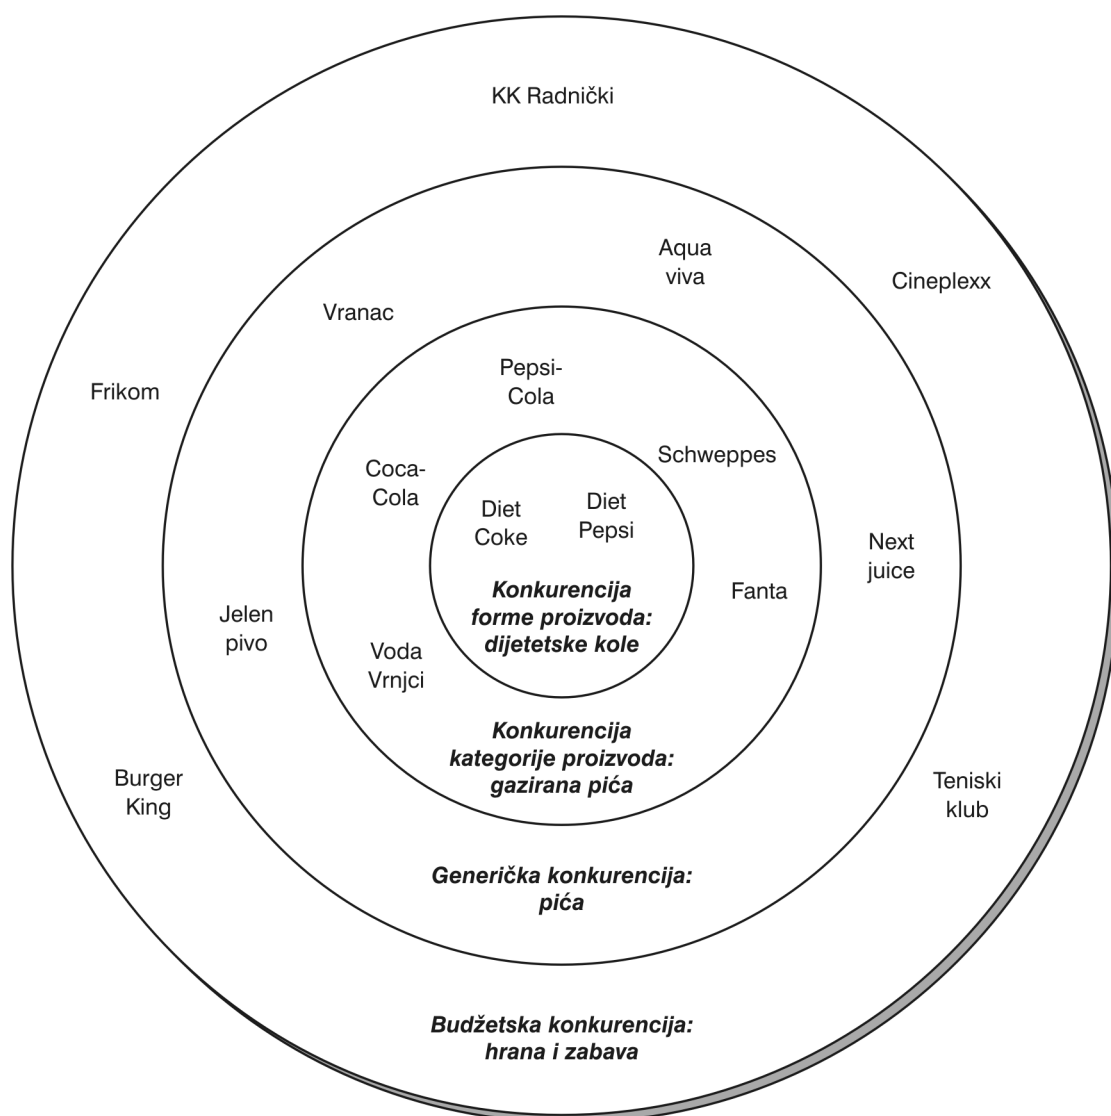 KK Radnički
Aqua
viva
Cineplexx
Vranac
Frikom
Pepsi-
Cola
Schweppes
Coca-
Cola
Diet
Coke
Diet
Pepsi
Next
juice
Konkurencija
forme proizvoda:
dijetetske kole
Fanta
Jelen
pivo
Voda
Vrnjci
Konkurencija
kategorije proizvoda:
gazirana pića
Burger
King
Teniski
klub
Generička konkurencija:
pića
Budžetska konkurencija:
hrana i zabava